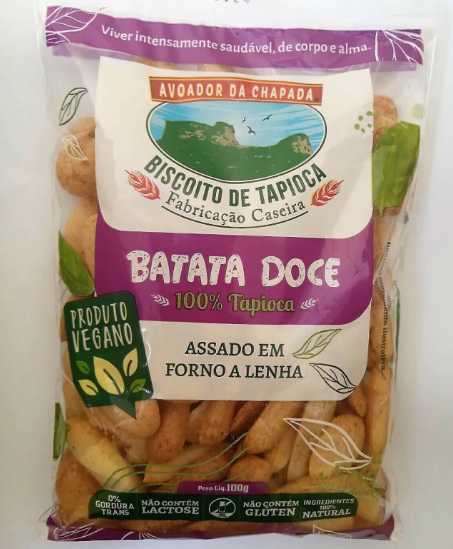 Viver intensamente saudável, de corpo e alma.
AVOADOR DA CHAPADA
BISCOITO DE TAPIOCA
Fabricação Caseira
BATATA DOCE
100% Tapioca
PRODUTO
VEGANO
ASSADO EM
FORNO A LENHA
Peso Liq.100g
0%
GORDURA
TRANS
NÃO CONTÉM
LACTOSE
NÃO CONTÉM
GLÚTEN
INGREDIENTES
100%
NATURAL